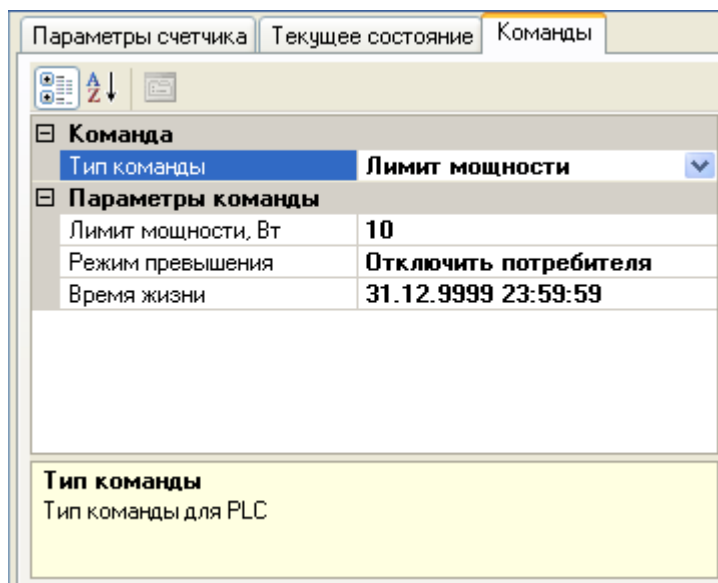 Параметры счетчика Текущее состояние Команды
Команда
Тип команды Лимит мощности
Параметры команды
Лимит мощности, Вт 10
Режим превышения Отключить потребителя
Время жизни 31.12.9999 23:59:59
Тип команды
Тип команды для PLC